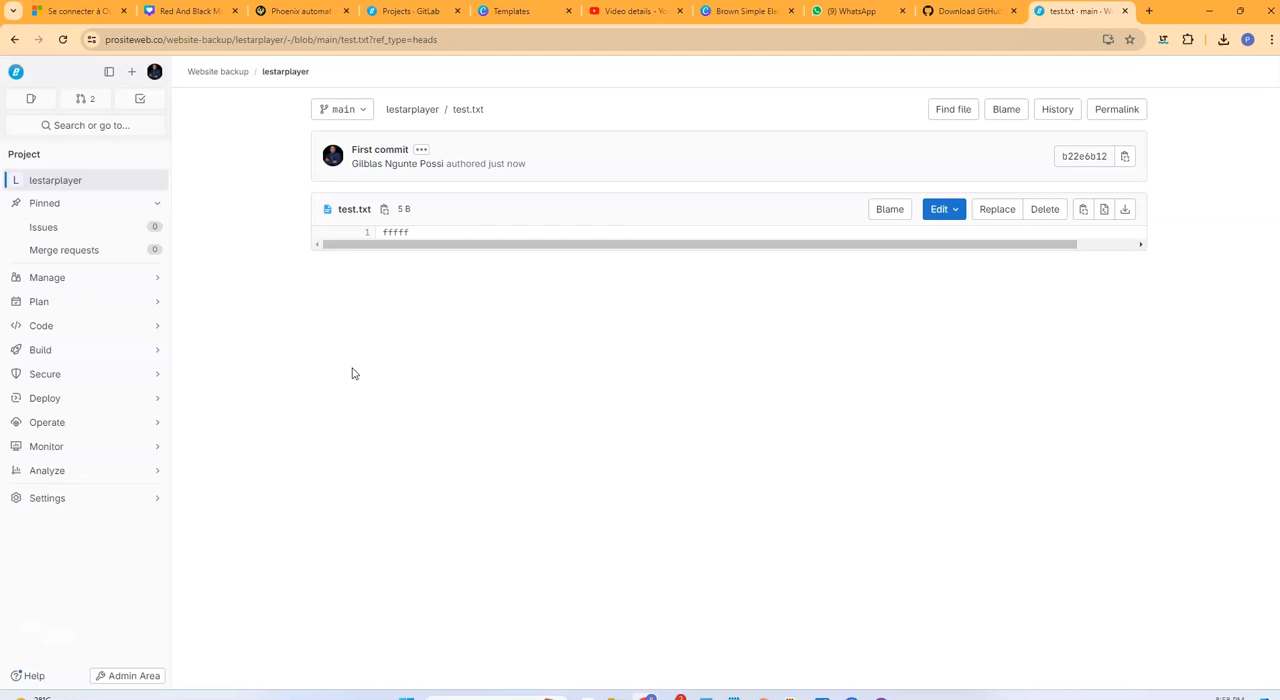 Se connecter à Ou
Red And Black Mo
Phoenix automati
Projects · GitLab
Templates
Video details - Yo
Brown Simple Ele
(9) WhatsApp
Download GitHub
test.txt · main · W
prositeweb.co/website-backup/lestarplayer/-/blob/main/test.txt?ref_type=heads
P
Website backup / lestarplayer
2
Search or go to...
Project
L lestarplayer
Pinned
Issues 0
Merge requests 0
Manage
Plan
Code
Build
Secure
Deploy
Operate
Monitor
Analyze
Settings
Help
Admin Area
main
lestarplayer / test.txt
Find file
Blame
History
Permalink
First commit
Gilblas Ngunte Possi authored just now
b22e6b12
test.txt
5 B
Blame
Edit
Replace
Delete
1 fffff